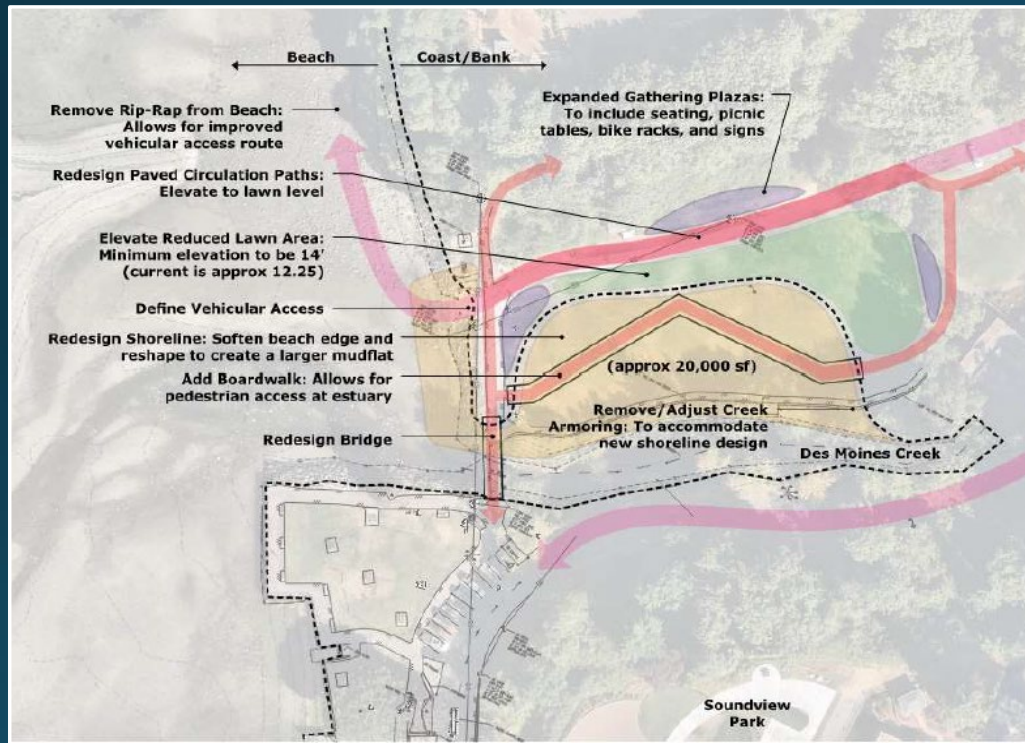 Beach
Coast/Bank
Remove Rip-Rap from Beach:
Allows for improved
vehicular access route
Expanded Gathering Plazas:
To include seating, picnic
tables, bike racks, and signs
Redesign Paved Circulation Paths:
Elevate to lawn level
Elevate Reduced Lawn Area:
Minimum elevation to be 14'
(current is approx 12.25)
Define Vehicular Access
Redesign Shoreline: Soften beach edge and
reshape to create a larger mudflat
(approx 20,000 sf)
Add Boardwalk: Allows for
pedestrian access at estuary
Remove/Adjust Creek
Armoring: To accommodate
new shoreline design
Redesign Bridge
Des Moines Creek
Soundview
Park